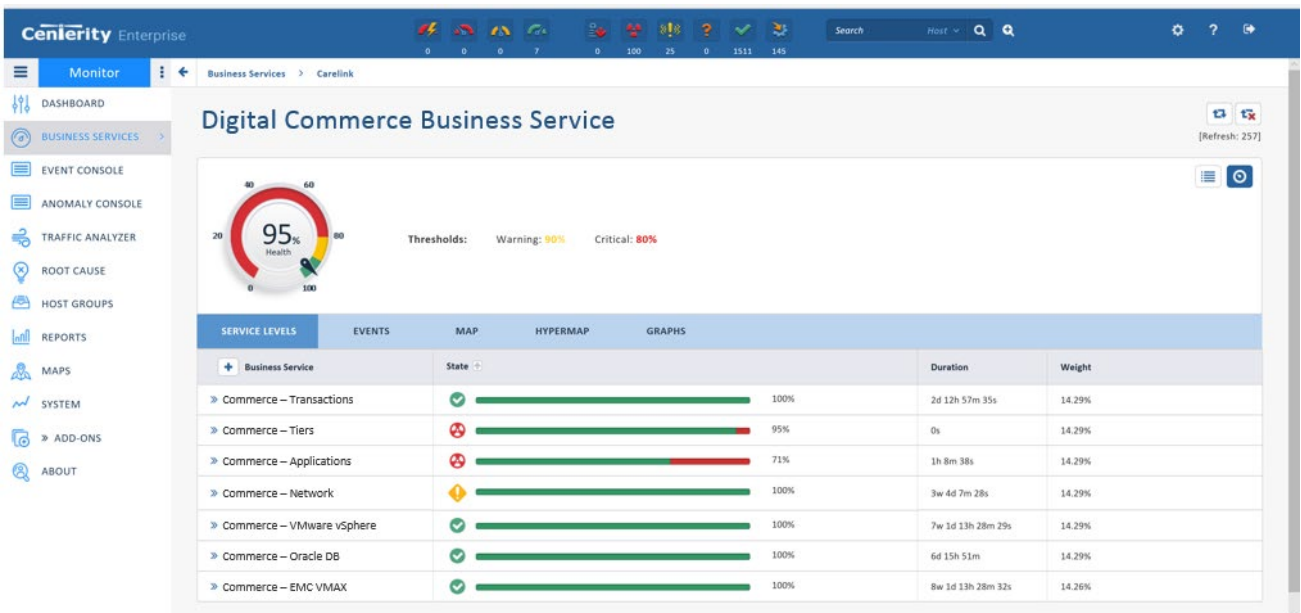 Centerity Enterprise
0 0 0 7 0 100 25 0 1511 145
Search Host
? 
Monitor
Business Services > Carelink
DASHBOARD
BUSINESS SERVICES >
EVENT CONSOLE
ANOMALY CONSOLE
TRAFFIC ANALYZER
ROOT CAUSE
HOST GROUPS
REPORTS
MAPS
SYSTEM
» ADD-ONS
ABOUT
Digital Commerce Business Service
[Refresh: 257]
40 60
20 80
0 100
95%
Health
Thresholds: Warning: 90% Critical: 80%
SERVICE LEVELS EVENTS MAP HYPERMAP GRAPHS
+ Business Service State Duration Weight
» Commerce – Transactions 100% 2d 12h 57m 35s 14.29%
» Commerce – Tiers 95% 0s 14.29%
» Commerce – Applications 71% 1h 8m 38s 14.29%
» Commerce – Network 100% 3w 4d 7m 28s 14.29%
» Commerce – VMware vSphere 100% 7w 1d 13h 28m 29s 14.29%
» Commerce – Oracle DB 100% 6d 15h 51m 14.29%
» Commerce – EMC VMAX 100% 8w 1d 13h 28m 32s 14.26%